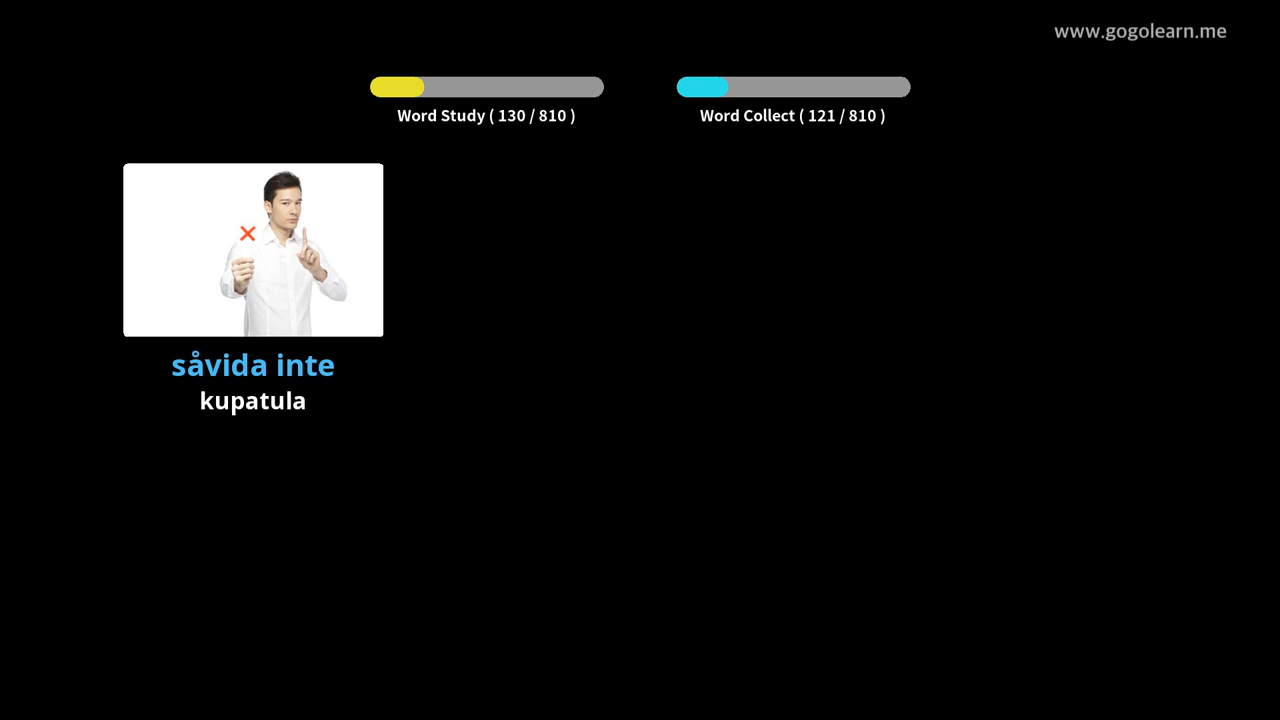 www.gogolearn.me
Word Study ( 130 / 810 )
Word Collect ( 121 / 810 )
såvida inte
kupatula